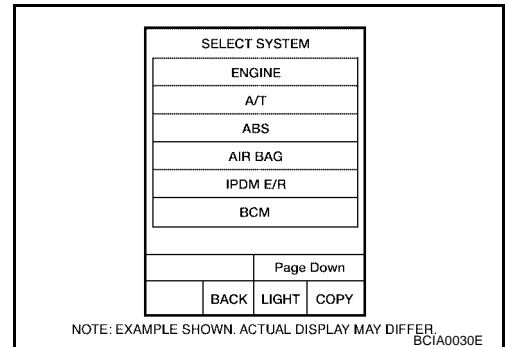 SELECT SYSTEM
ENGINE
A/T
ABS
AIR BAG
IPDM E/R
BCM
Page Down
BACK LIGHT COPY
NOTE: EXAMPLE SHOWN. ACTUAL DISPLAY MAY DIFFER.
BCIA0030E